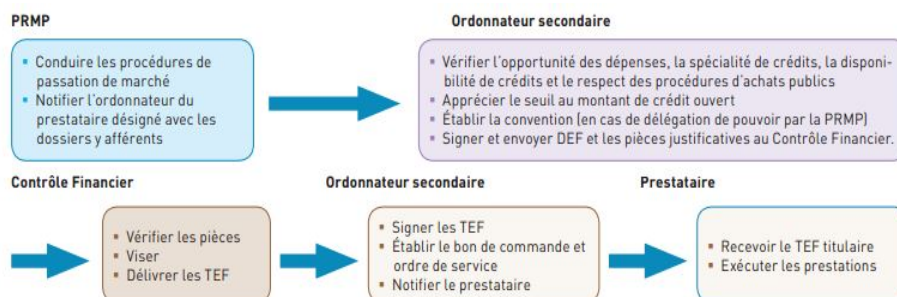 PRMP
▪ Conduire les procédures de
passation de marché
▪ Notifier l'ordonnateur du
prestataire désigné avec les
dossiers y afférents
Ordonnateur secondaire
▪ Vérifier l'opportunité des dépenses, la spécialité de crédits, la disponi-
bilité de crédits et le respect des procédures d'achats publics
▪ Apprécier le seuil au montant de crédit ouvert
▪ Établir la convention (en cas de délégation de pouvoir par la PRMP)
▪ Signer et envoyer DEF et les pièces justificatives au Contrôle Financier.
Contrôle Financier
▪ Vérifier les pièces
▪ Viser
▪ Délivrer les TEF
Ordonnateur secondaire
▪ Signer les TEF
▪ Établir le bon de commande et
ordre de service
▪ Notifier le prestataire
Prestataire
▪ Recevoir le TEF titulaire
▪ Exécuter les prestations